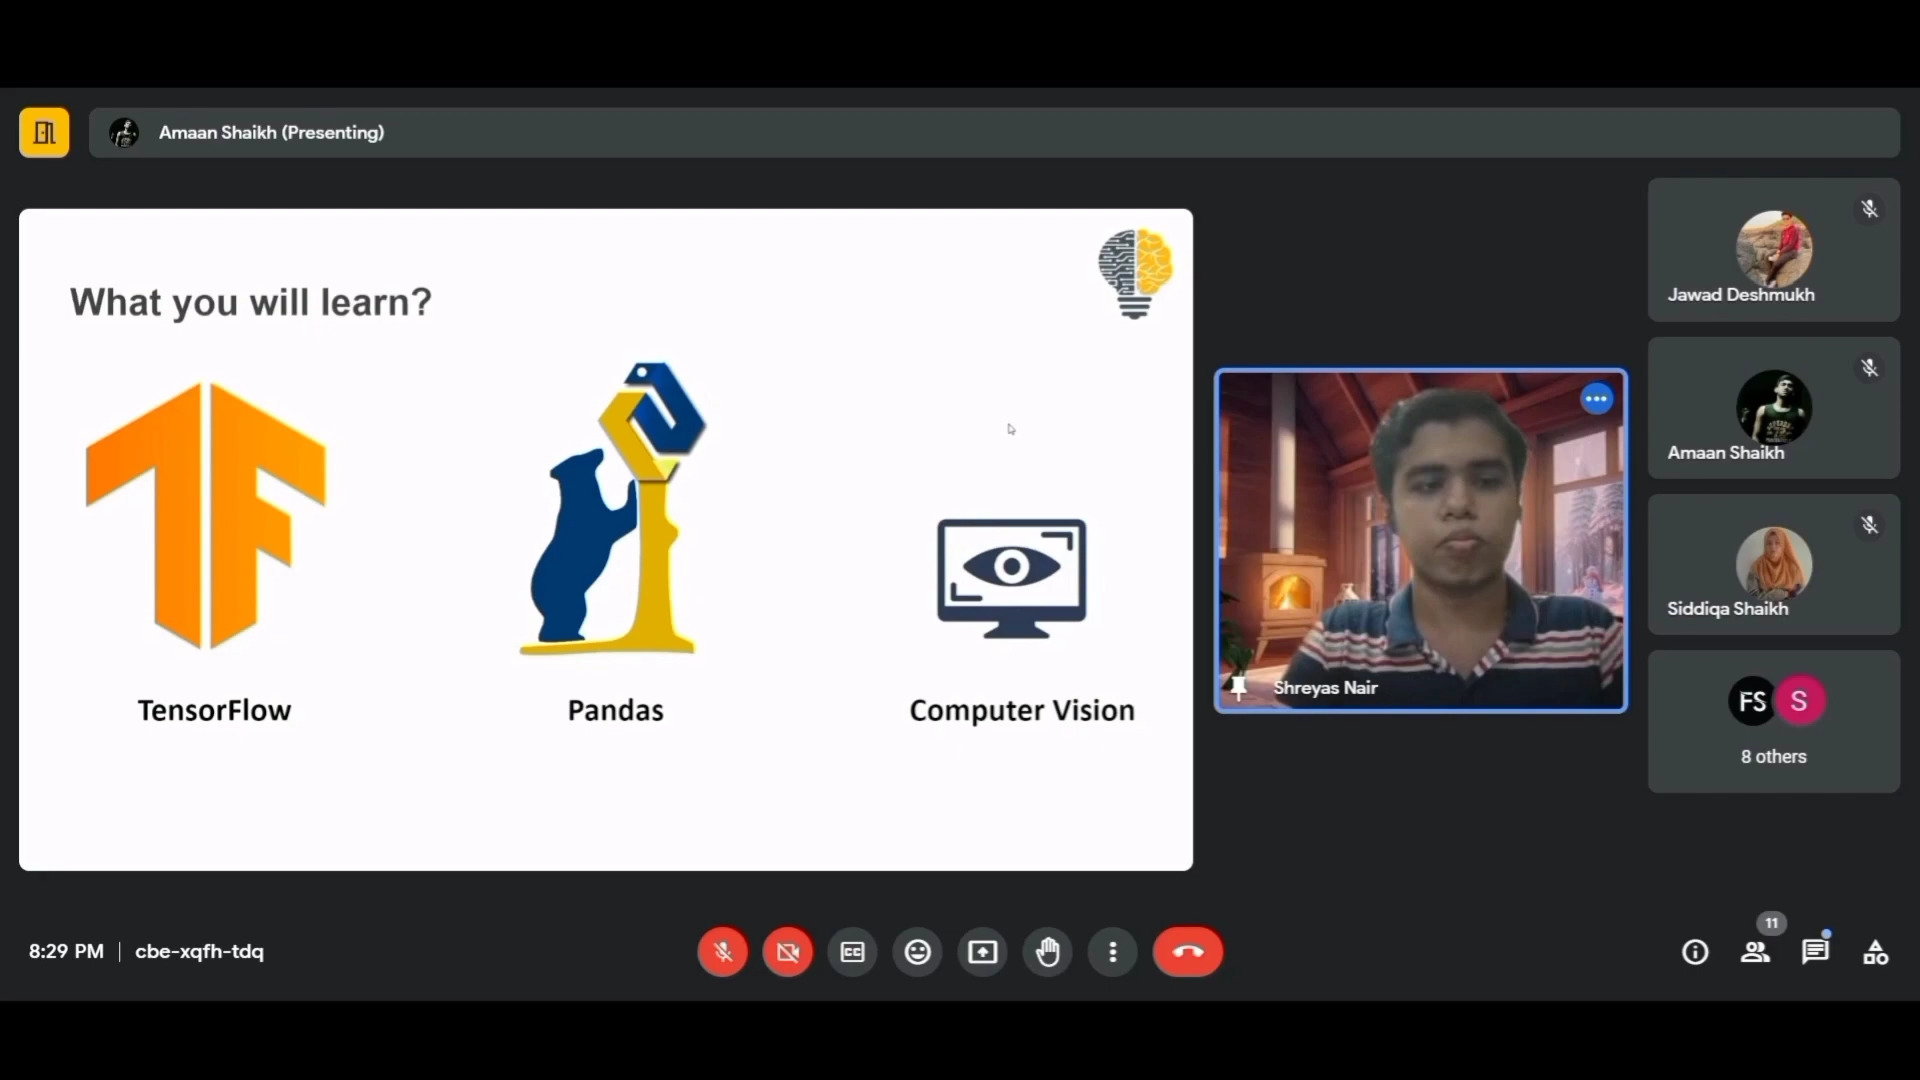 Amaan Shaikh (Presenting)
What you will learn?
TensorFlow
Pandas
Computer Vision
Shreyas Nair
Jawad Deshmukh
Amaan Shaikh
Siddiqa Shaikh
FS S
8 others
8:29 PM | cbe-xqfh-tdq
CC
11